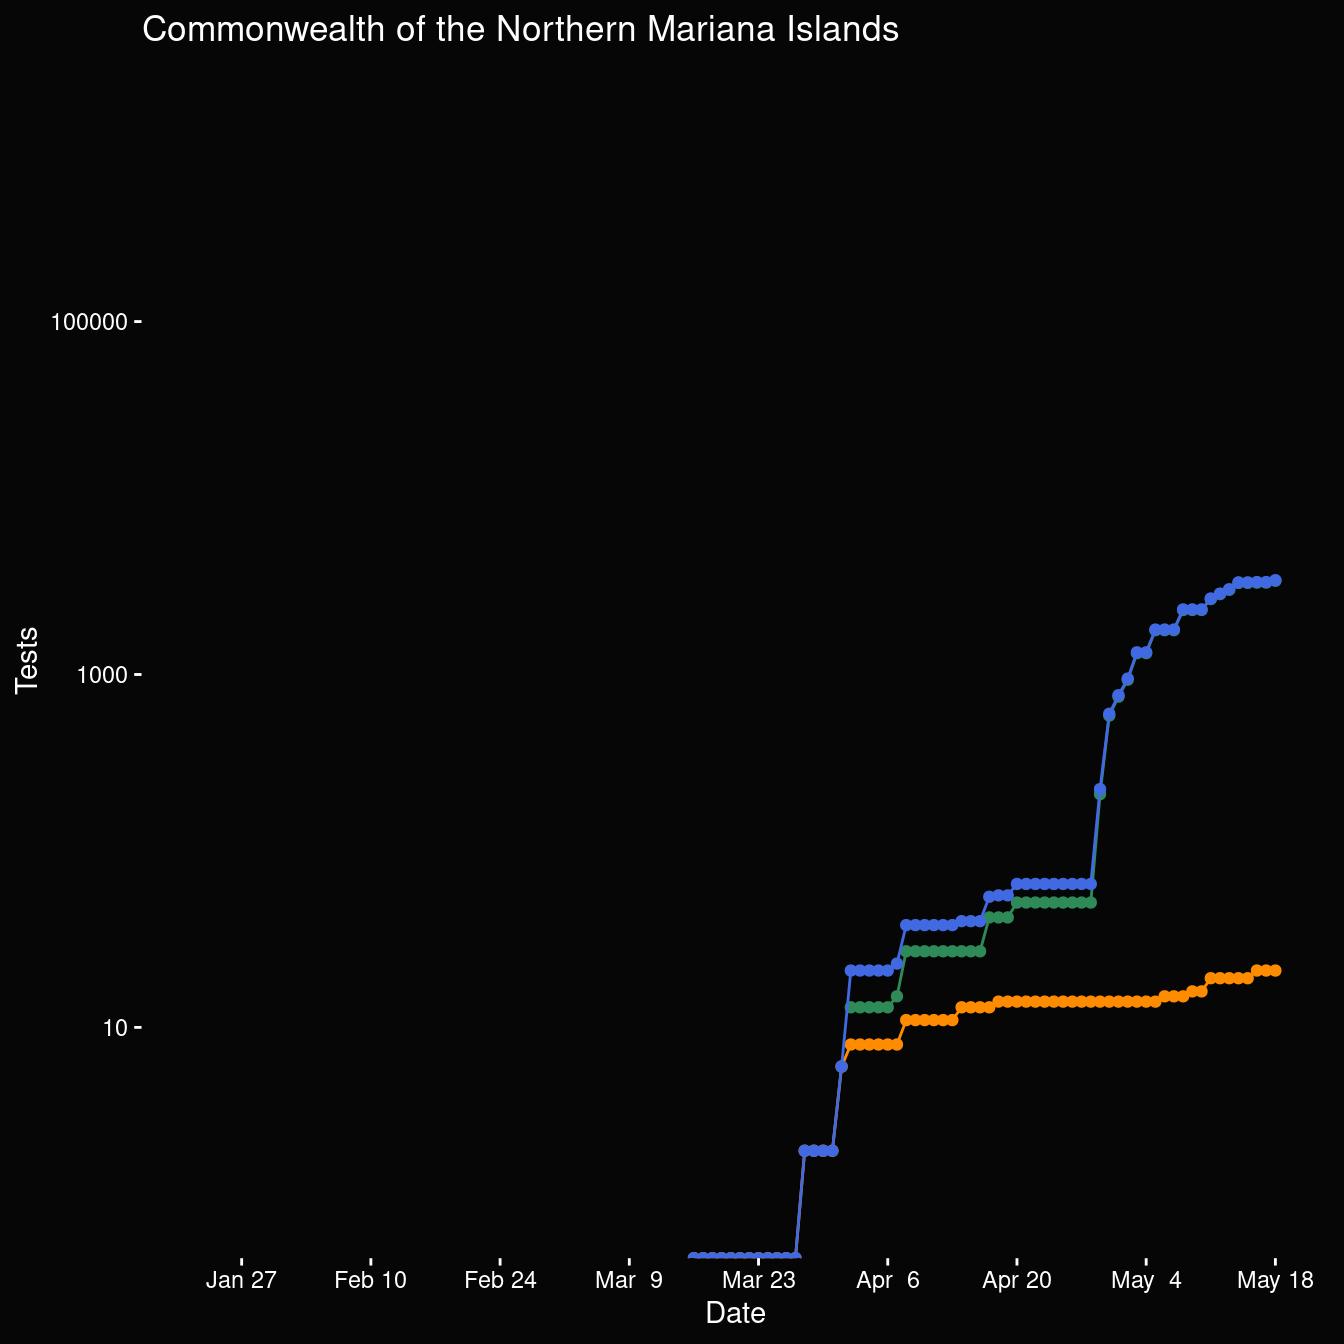 Commonwealth of the Northern Mariana Islands
100000
1000
10
Tests
Jan 27 Feb 10 Feb 24 Mar  9 Mar 23 Apr  6 Apr 20 May  4 May 18
Date